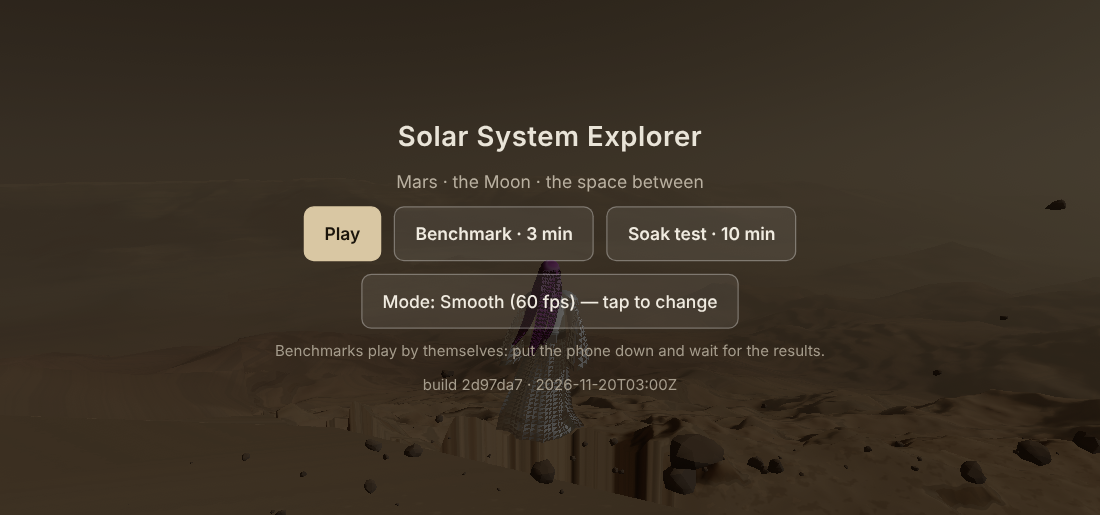 Solar System Explorer
Mars · the Moon · the space between
Play
Benchmark · 3 min
Soak test · 10 min
Mode: Smooth (60 fps) — tap to change
Benchmarks play by themselves: put the phone down and wait for the results.
build 2d97da7 · 2026-11-20T03:00Z